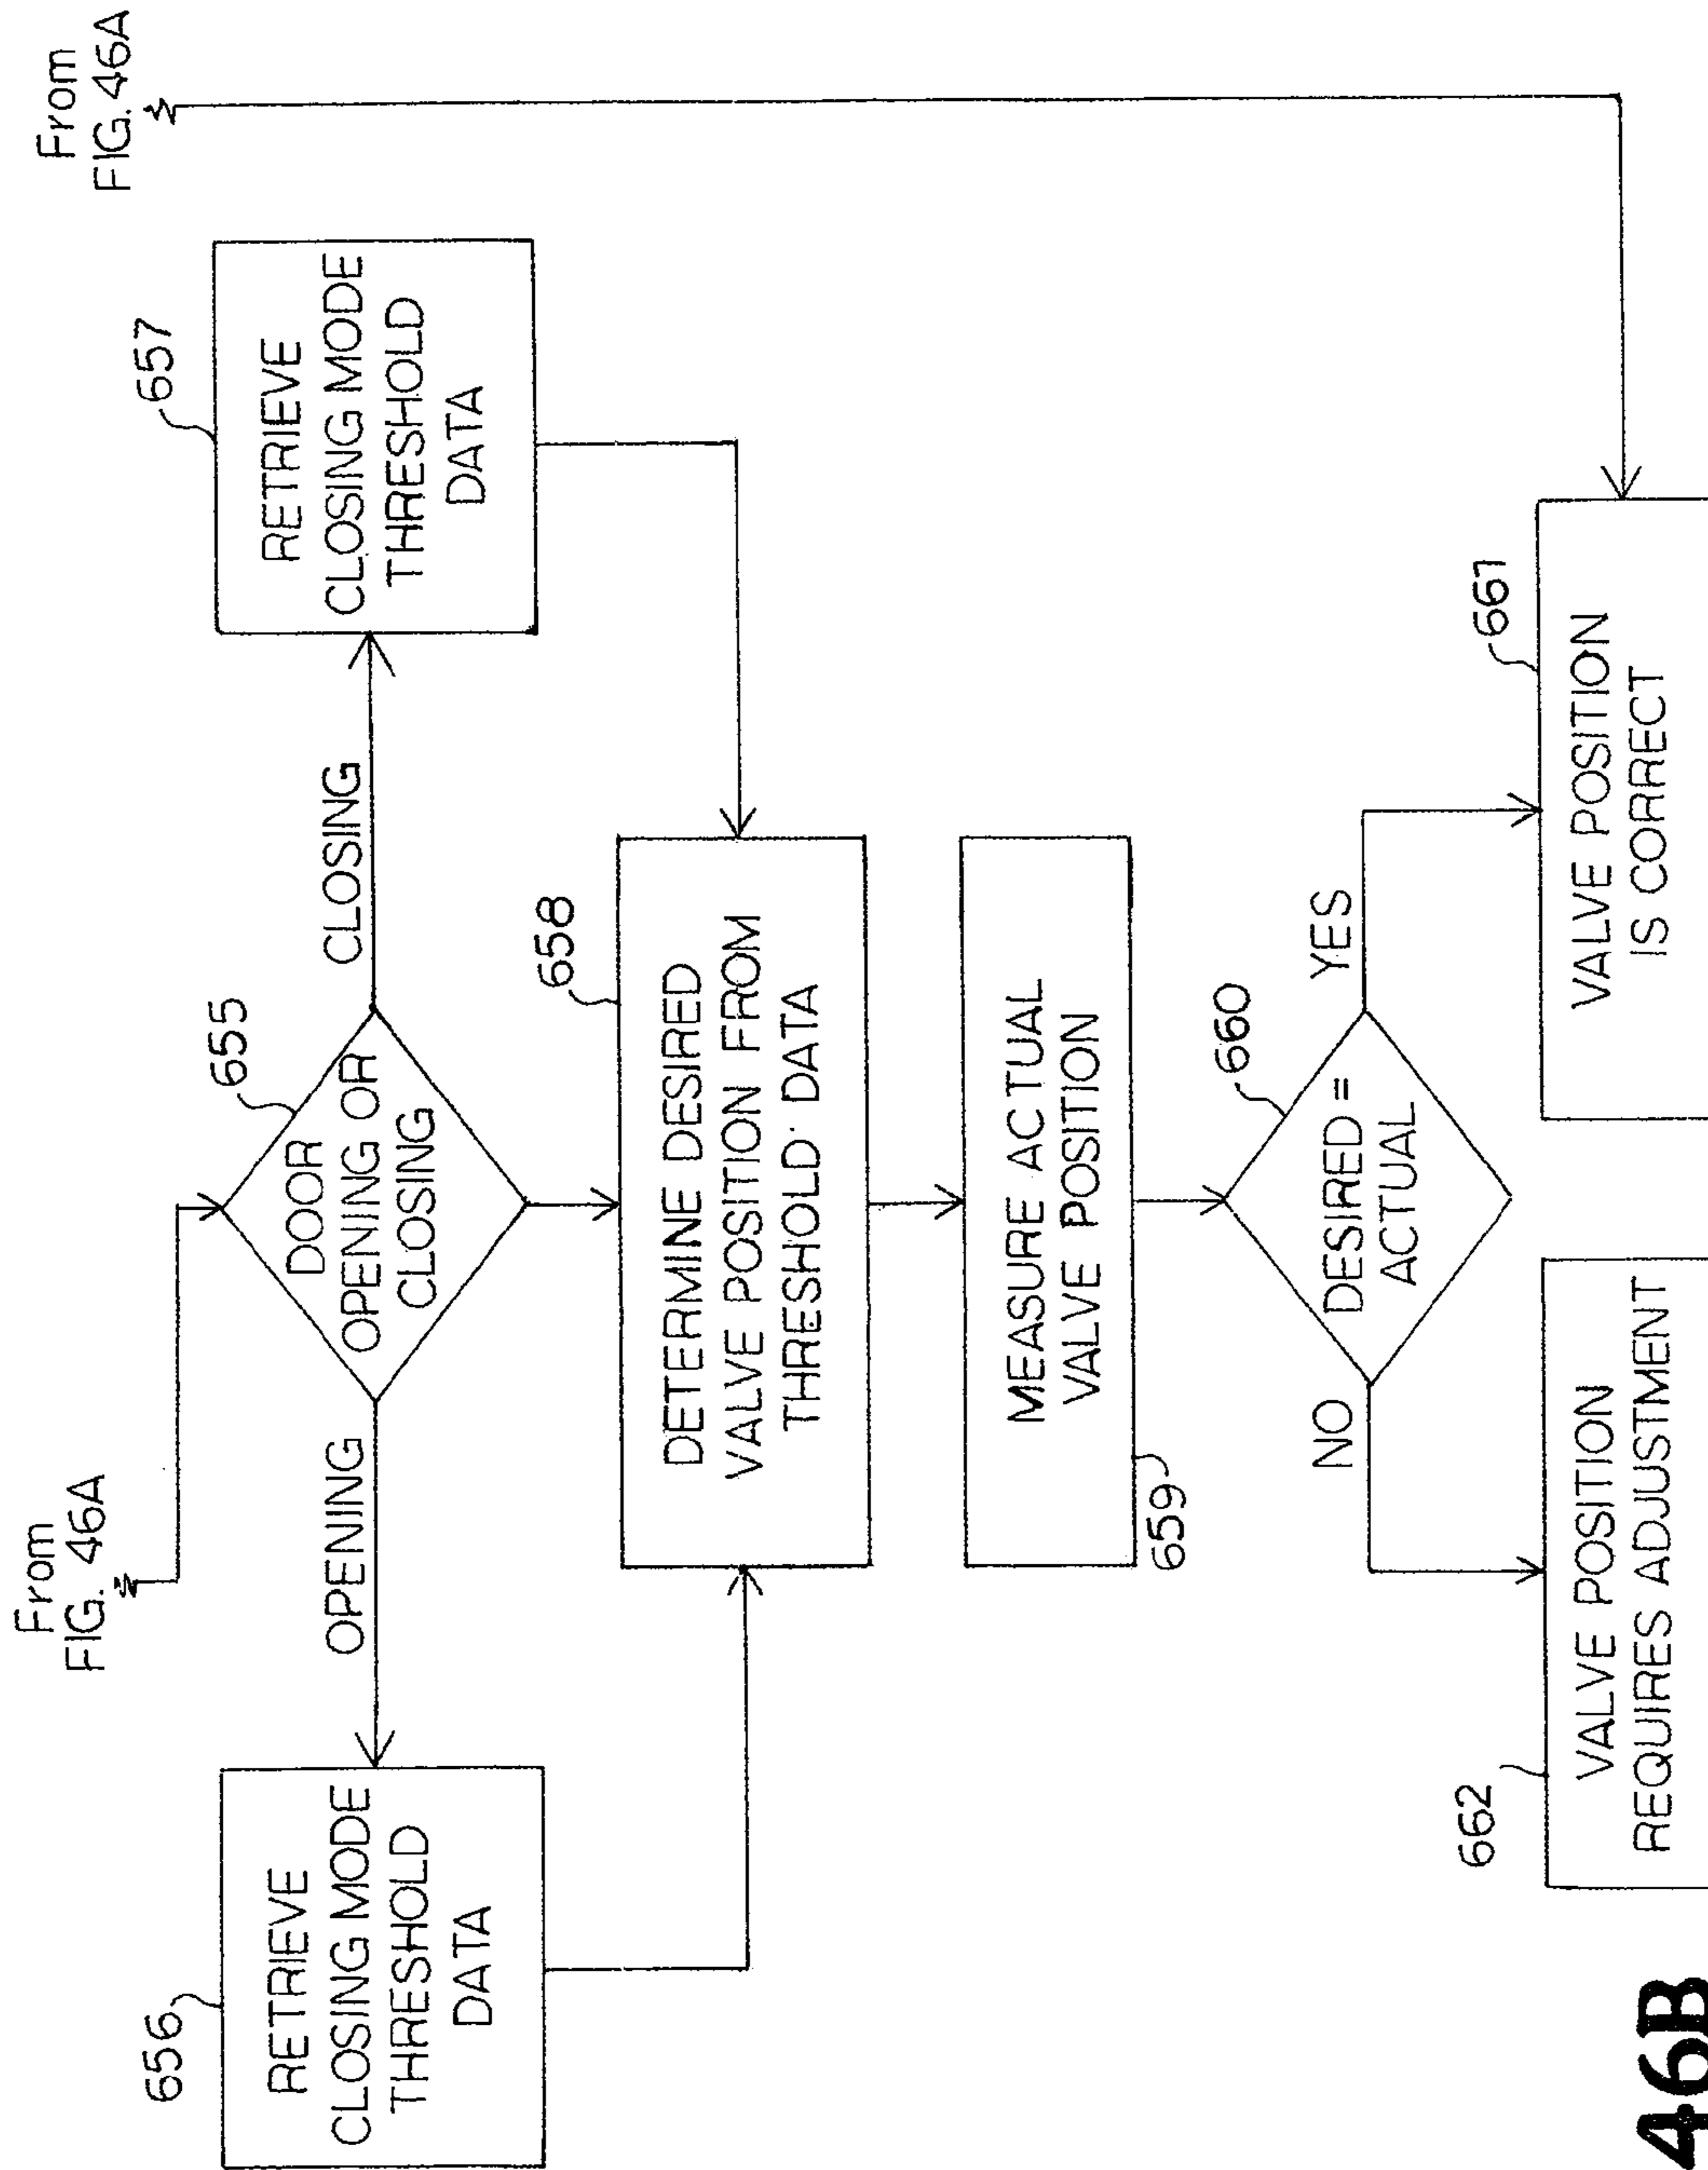 From
FIG. 46A
From
FIG. 46A
655
DOOR
OPENING OR
CLOSING
OPENING
CLOSING
656
RETRIEVE
CLOSING MODE
THRESHOLD
DATA
657
RETRIEVE
CLOSING MODE
THRESHOLD
DATA
658
DETERMINE DESIRED
VALVE POSITION FROM
THRESHOLD DATA
659
MEASURE ACTUAL
VALVE POSITION
660
DESIRED =
ACTUAL
NO
YES
662
VALVE POSITION
REQUIRES ADJUSTMENT
661
VALVE POSITION
IS CORRECT
46B